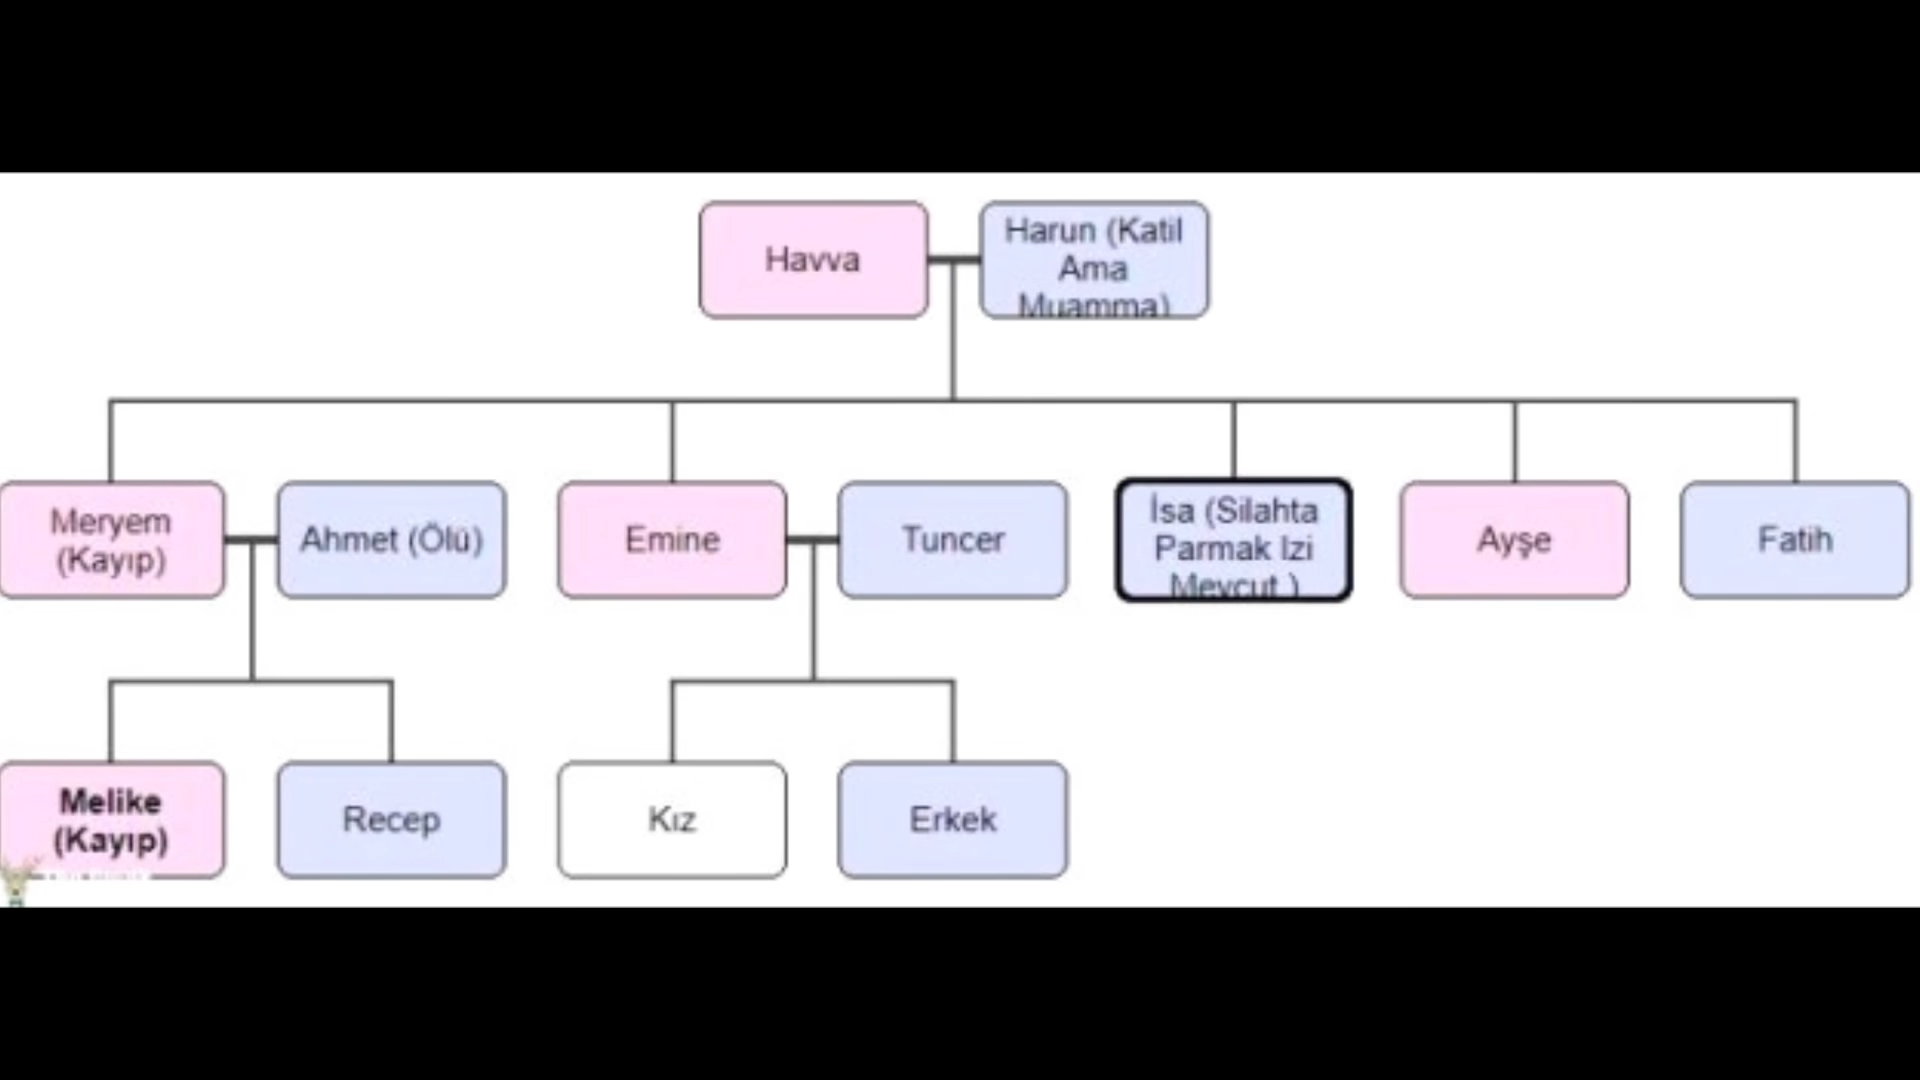 Havva
Harun (Katil
Ama
Muamma)
Meryem
(Kayıp)
Ahmet (Ölü)
Emine
Tuncer
İsa (Silahta
Parmak Izi
Mevcut )
Ayşe
Fatih
Melike
(Kayıp)
Recep
Kız
Erkek